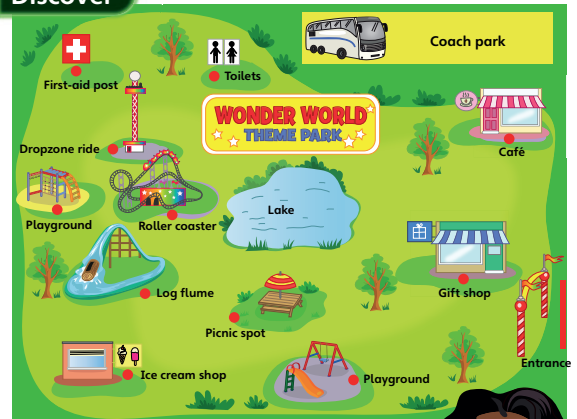 Discover
Coach park
First-aid post
Toilets
WONDER WORLD
THEME PARK
Café
Dropzone ride
Playground
Roller coaster
Lake
Log flume
Gift shop
Picnic spot
Entrance
Ice cream shop
Playground